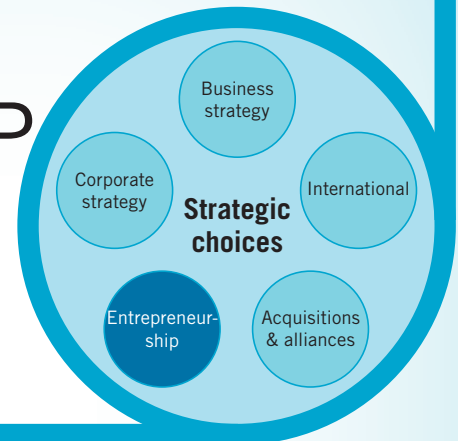 Business
strategy
Corporate
strategy
International
Strategic
choices
Entrepreneur-
ship
Acquisitions
& alliances